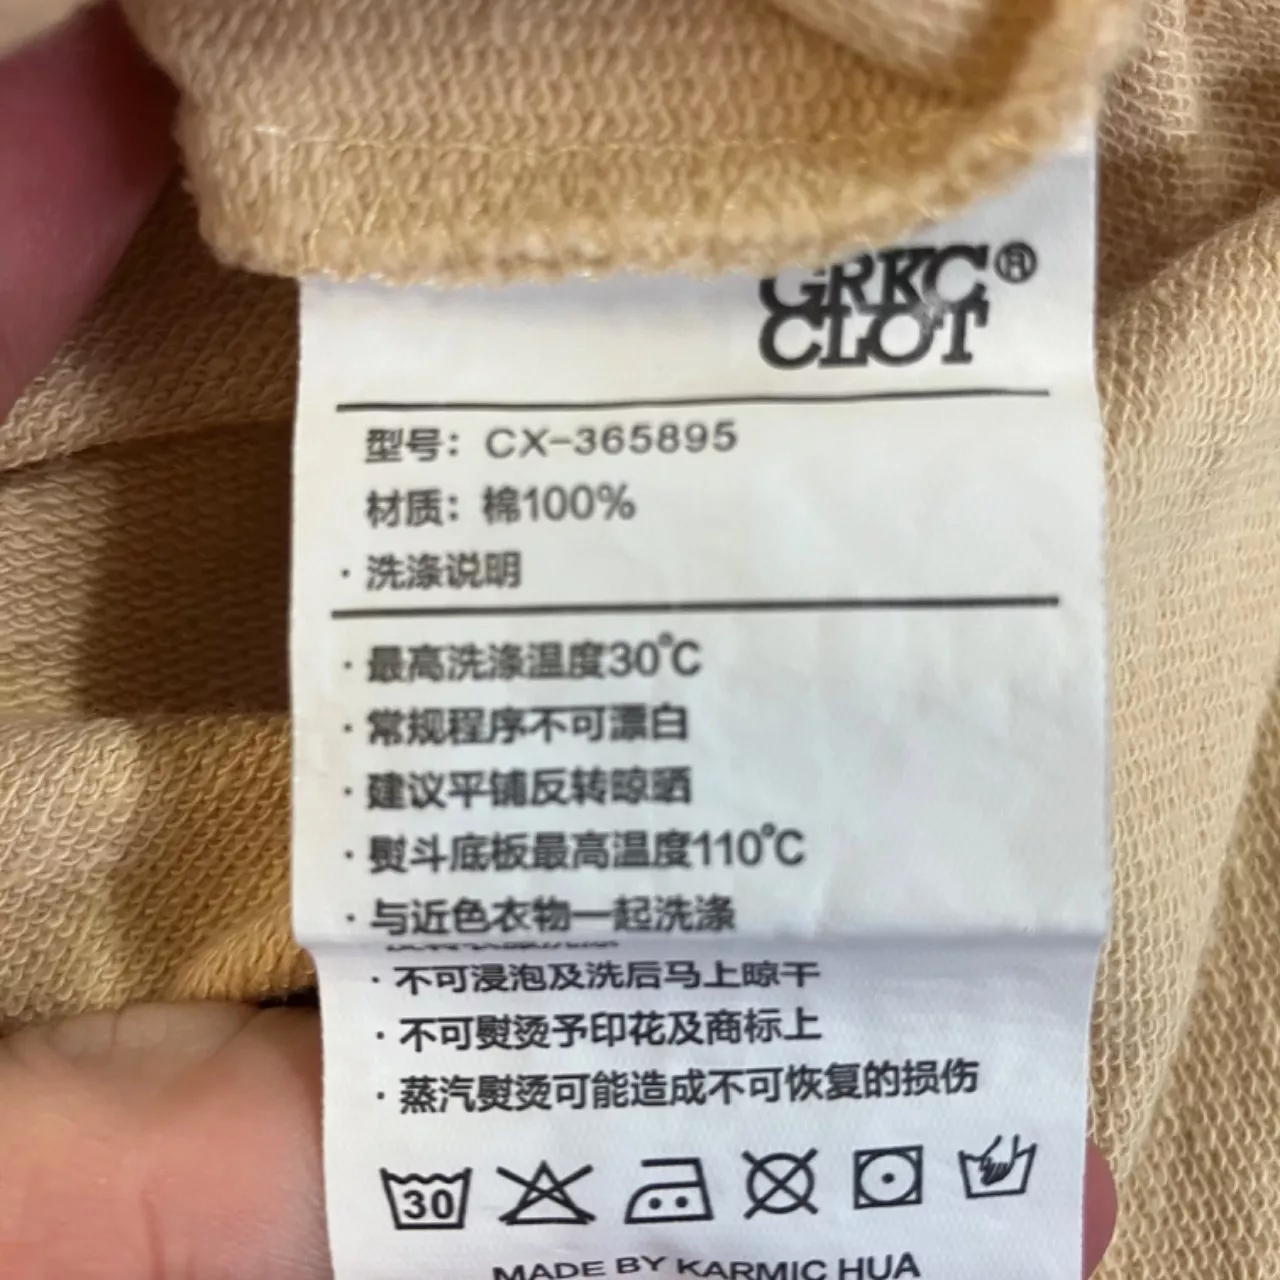 GRKC®
CLOT
型号：CX-365895
材质：棉100%
·洗涤说明
·最高洗涤温度30℃
·常规程序不可漂白
·建议平铺反转晾晒
·熨斗底板最高温度110℃
·与近色衣物一起洗涤
·不可浸泡及洗后马上晾干
·不可熨烫予印花及商标上
·蒸汽熨烫可能造成不可恢复的损伤
30
MADE BY KARMIC HUA